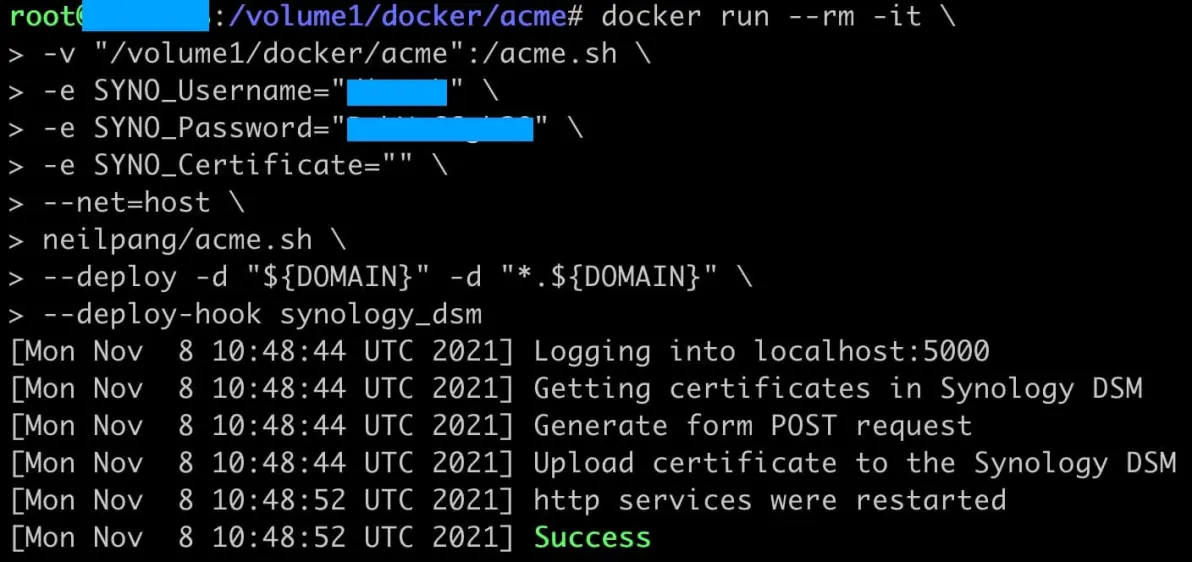 root@ :/volume1/docker/acme# docker run --rm -it \
> -v "/volume1/docker/acme":/acme.sh \
> -e SYNO_Username=" " \
> -e SYNO_Password=" " \
> -e SYNO_Certificate="" \
> --net=host \
> neilpang/acme.sh \
> --deploy -d "${DOMAIN}" -d "*.${DOMAIN}" \
> --deploy-hook synology_dsm
[Mon Nov  8 10:48:44 UTC 2021] Logging into localhost:5000
[Mon Nov  8 10:48:44 UTC 2021] Getting certificates in Synology DSM
[Mon Nov  8 10:48:44 UTC 2021] Generate form POST request
[Mon Nov  8 10:48:44 UTC 2021] Upload certificate to the Synology DSM
[Mon Nov  8 10:48:52 UTC 2021] http services were restarted
[Mon Nov  8 10:48:52 UTC 2021] Success